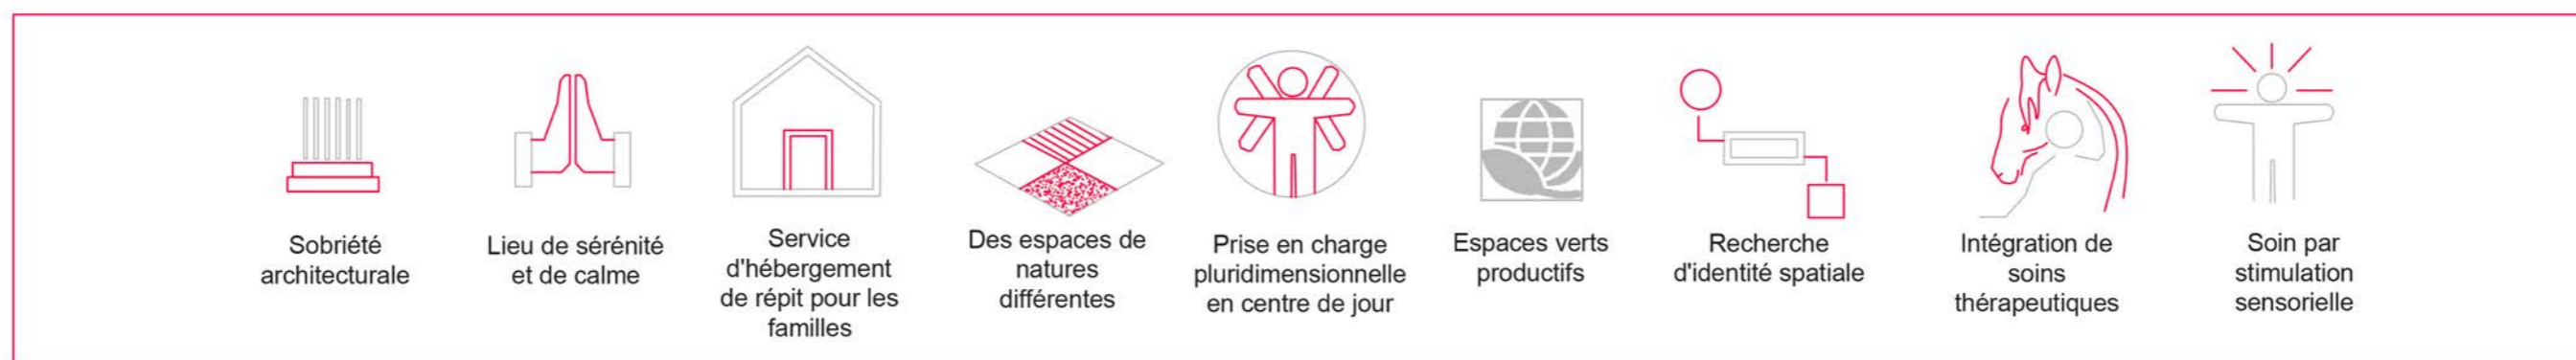 Sobriété
architecturale
Lieu de sérénité
et de calme
Service
d'hébergement
de répit pour les
familles
Des espaces de
natures
différentes
Prise en charge
pluridimensionnelle
en centre de jour
Espaces verts
productifs
Recherche
d'identité spatiale
Intégration de
soins
thérapeutiques
Soin par
stimulation
sensorielle